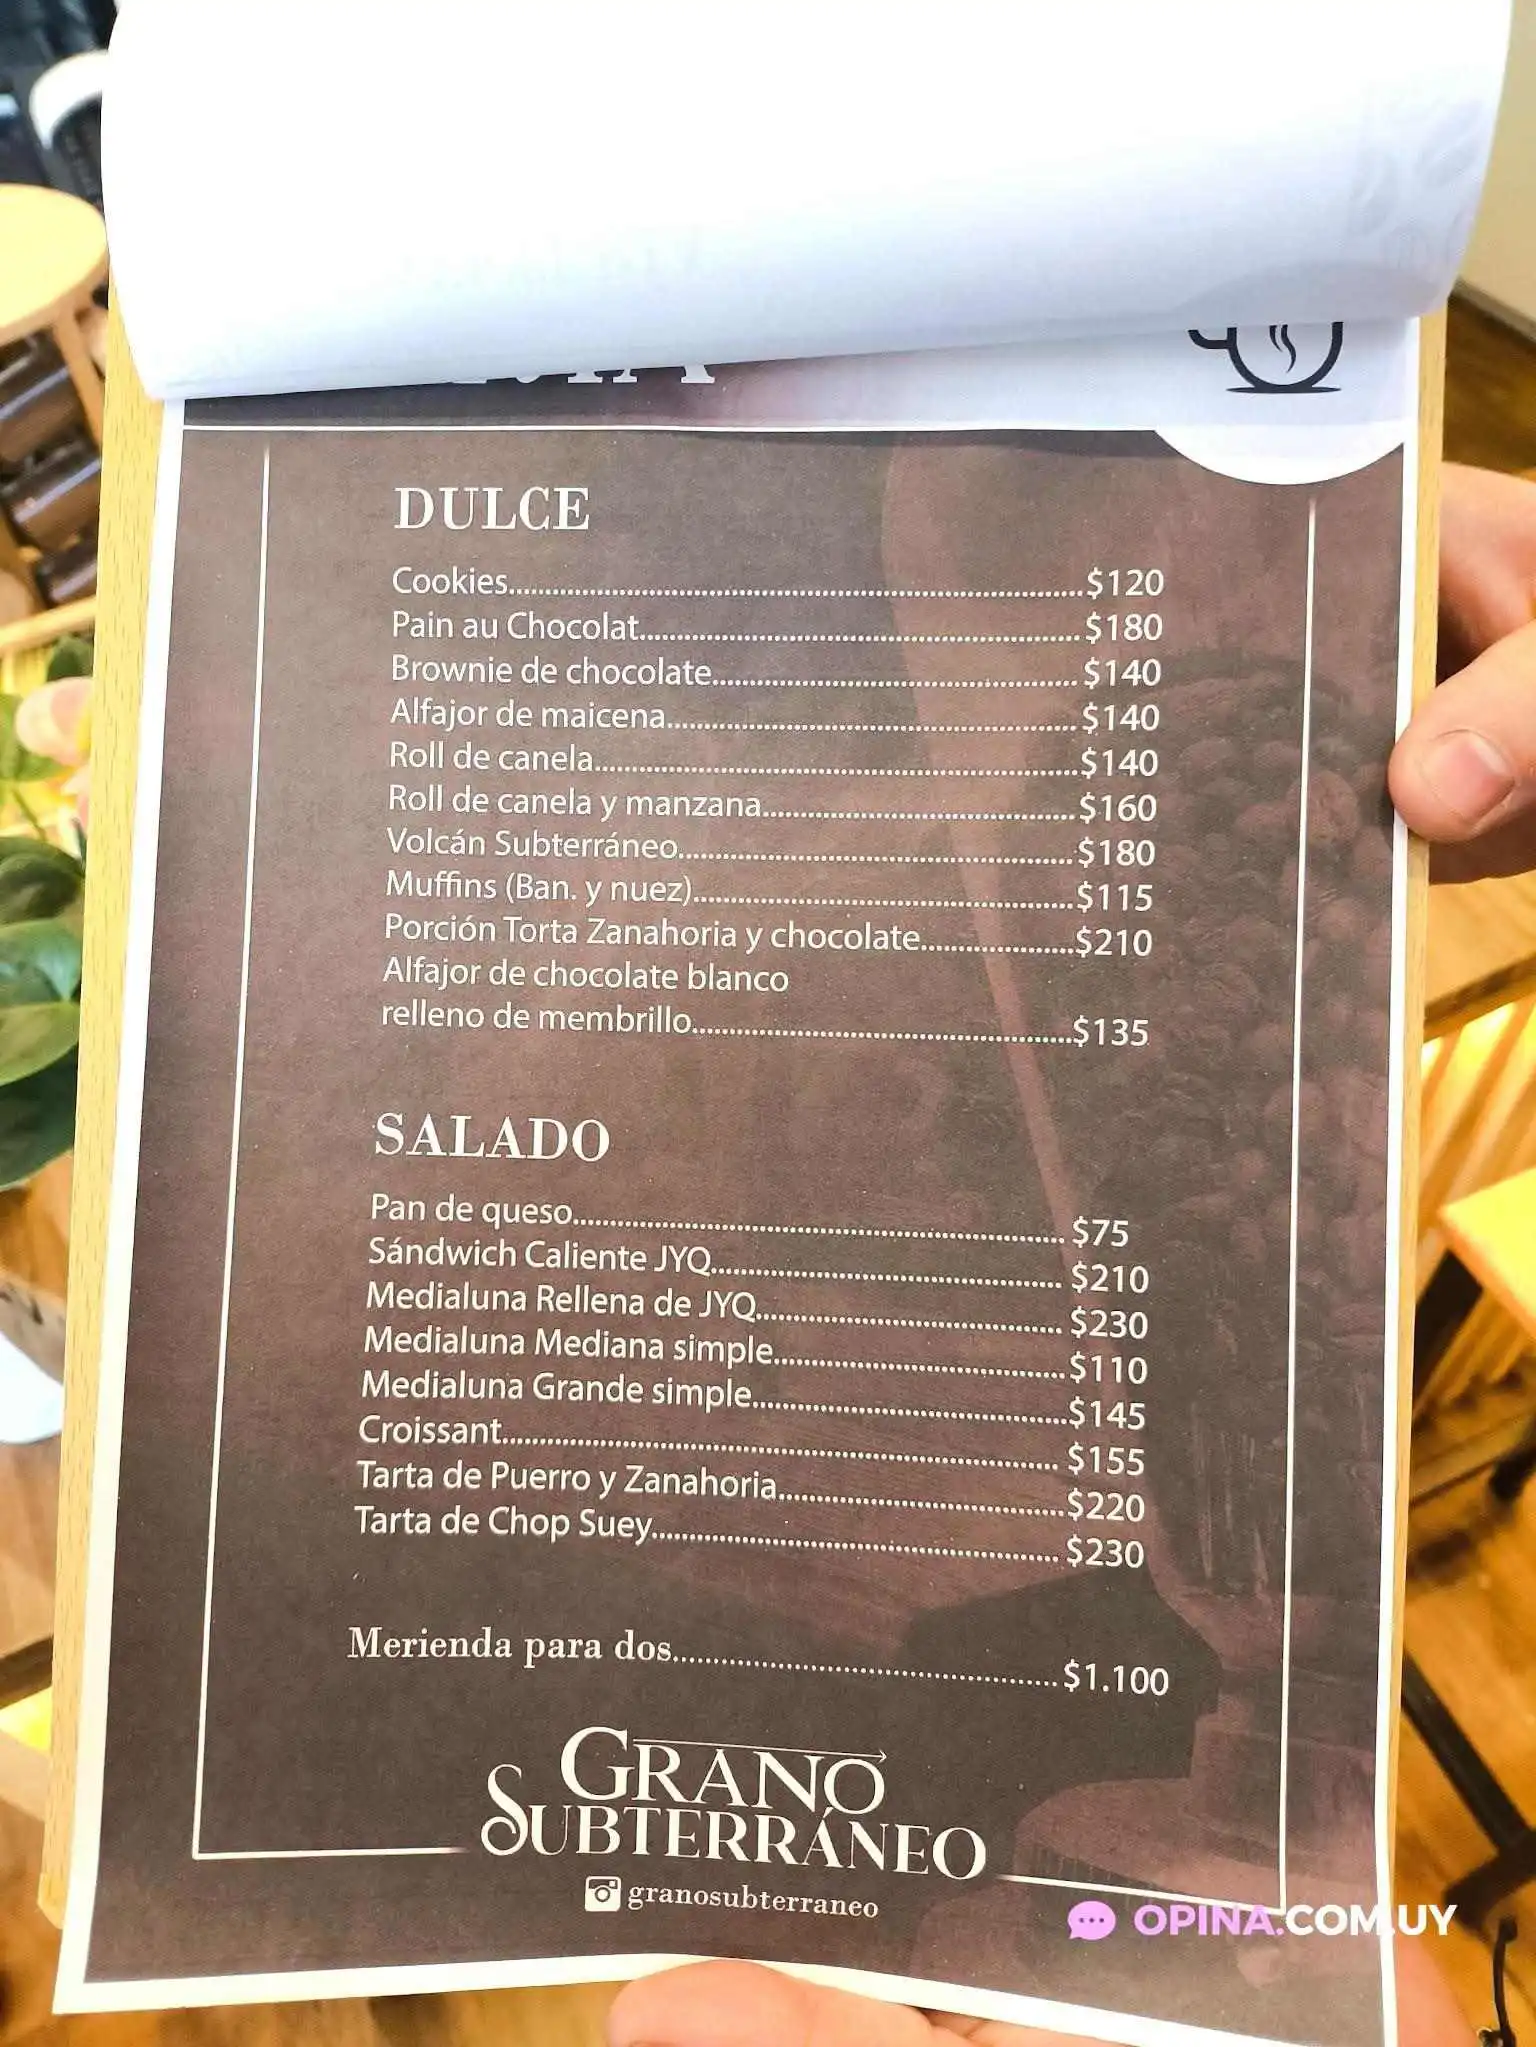 DULCE
Cookies..........$120
Pain au Chocolat..........$180
Brownie de chocolate..........$140
Alfajor de maicena..........$140
Roll de canela..........$140
Roll de canela y manzana..........$160
Volcán Subterráneo..........$180
Muffins (Ban. y nuez)..........$115
Porción Torta Zanahoria y chocolate..........$210
Alfajor de chocolate blanco
relleno de membrillo..........$135
SALADO
Pan de queso..........$75
Sándwich Caliente JYQ..........$210
Medialuna Rellena de JYQ..........$230
Medialuna Mediana simple..........$110
Medialuna Grande simple..........$145
Croissant..........$155
Tarta de Puerro y Zanahoria..........$220
Tarta de Chop Suey..........$230
Merienda para dos..........$1.100
GRANO
SUBTERRÁNEO
granosubterraneo
OPINA.COM.UY